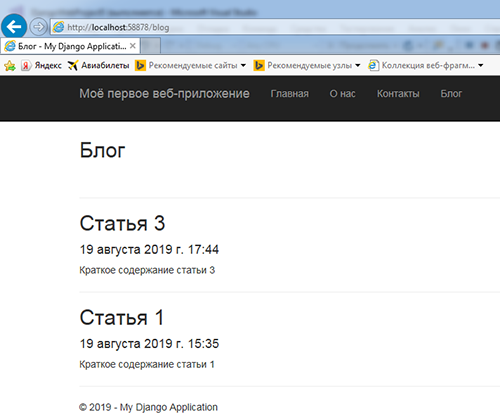 http://localhost:58878/blog
Блог - My Django Applicati...
Яндекс Авиабилеты Рекомендуемые сайты Рекомендуемые узлы Коллекция веб-фрагм...
Моё первое веб-приложение Главная О нас Контакты Блог
Блог
Статья 3
19 августа 2019 г. 17:44
Краткое содержание статьи 3
Статья 1
19 августа 2019 г. 15:35
Краткое содержание статьи 1
© 2019 - My Django Application